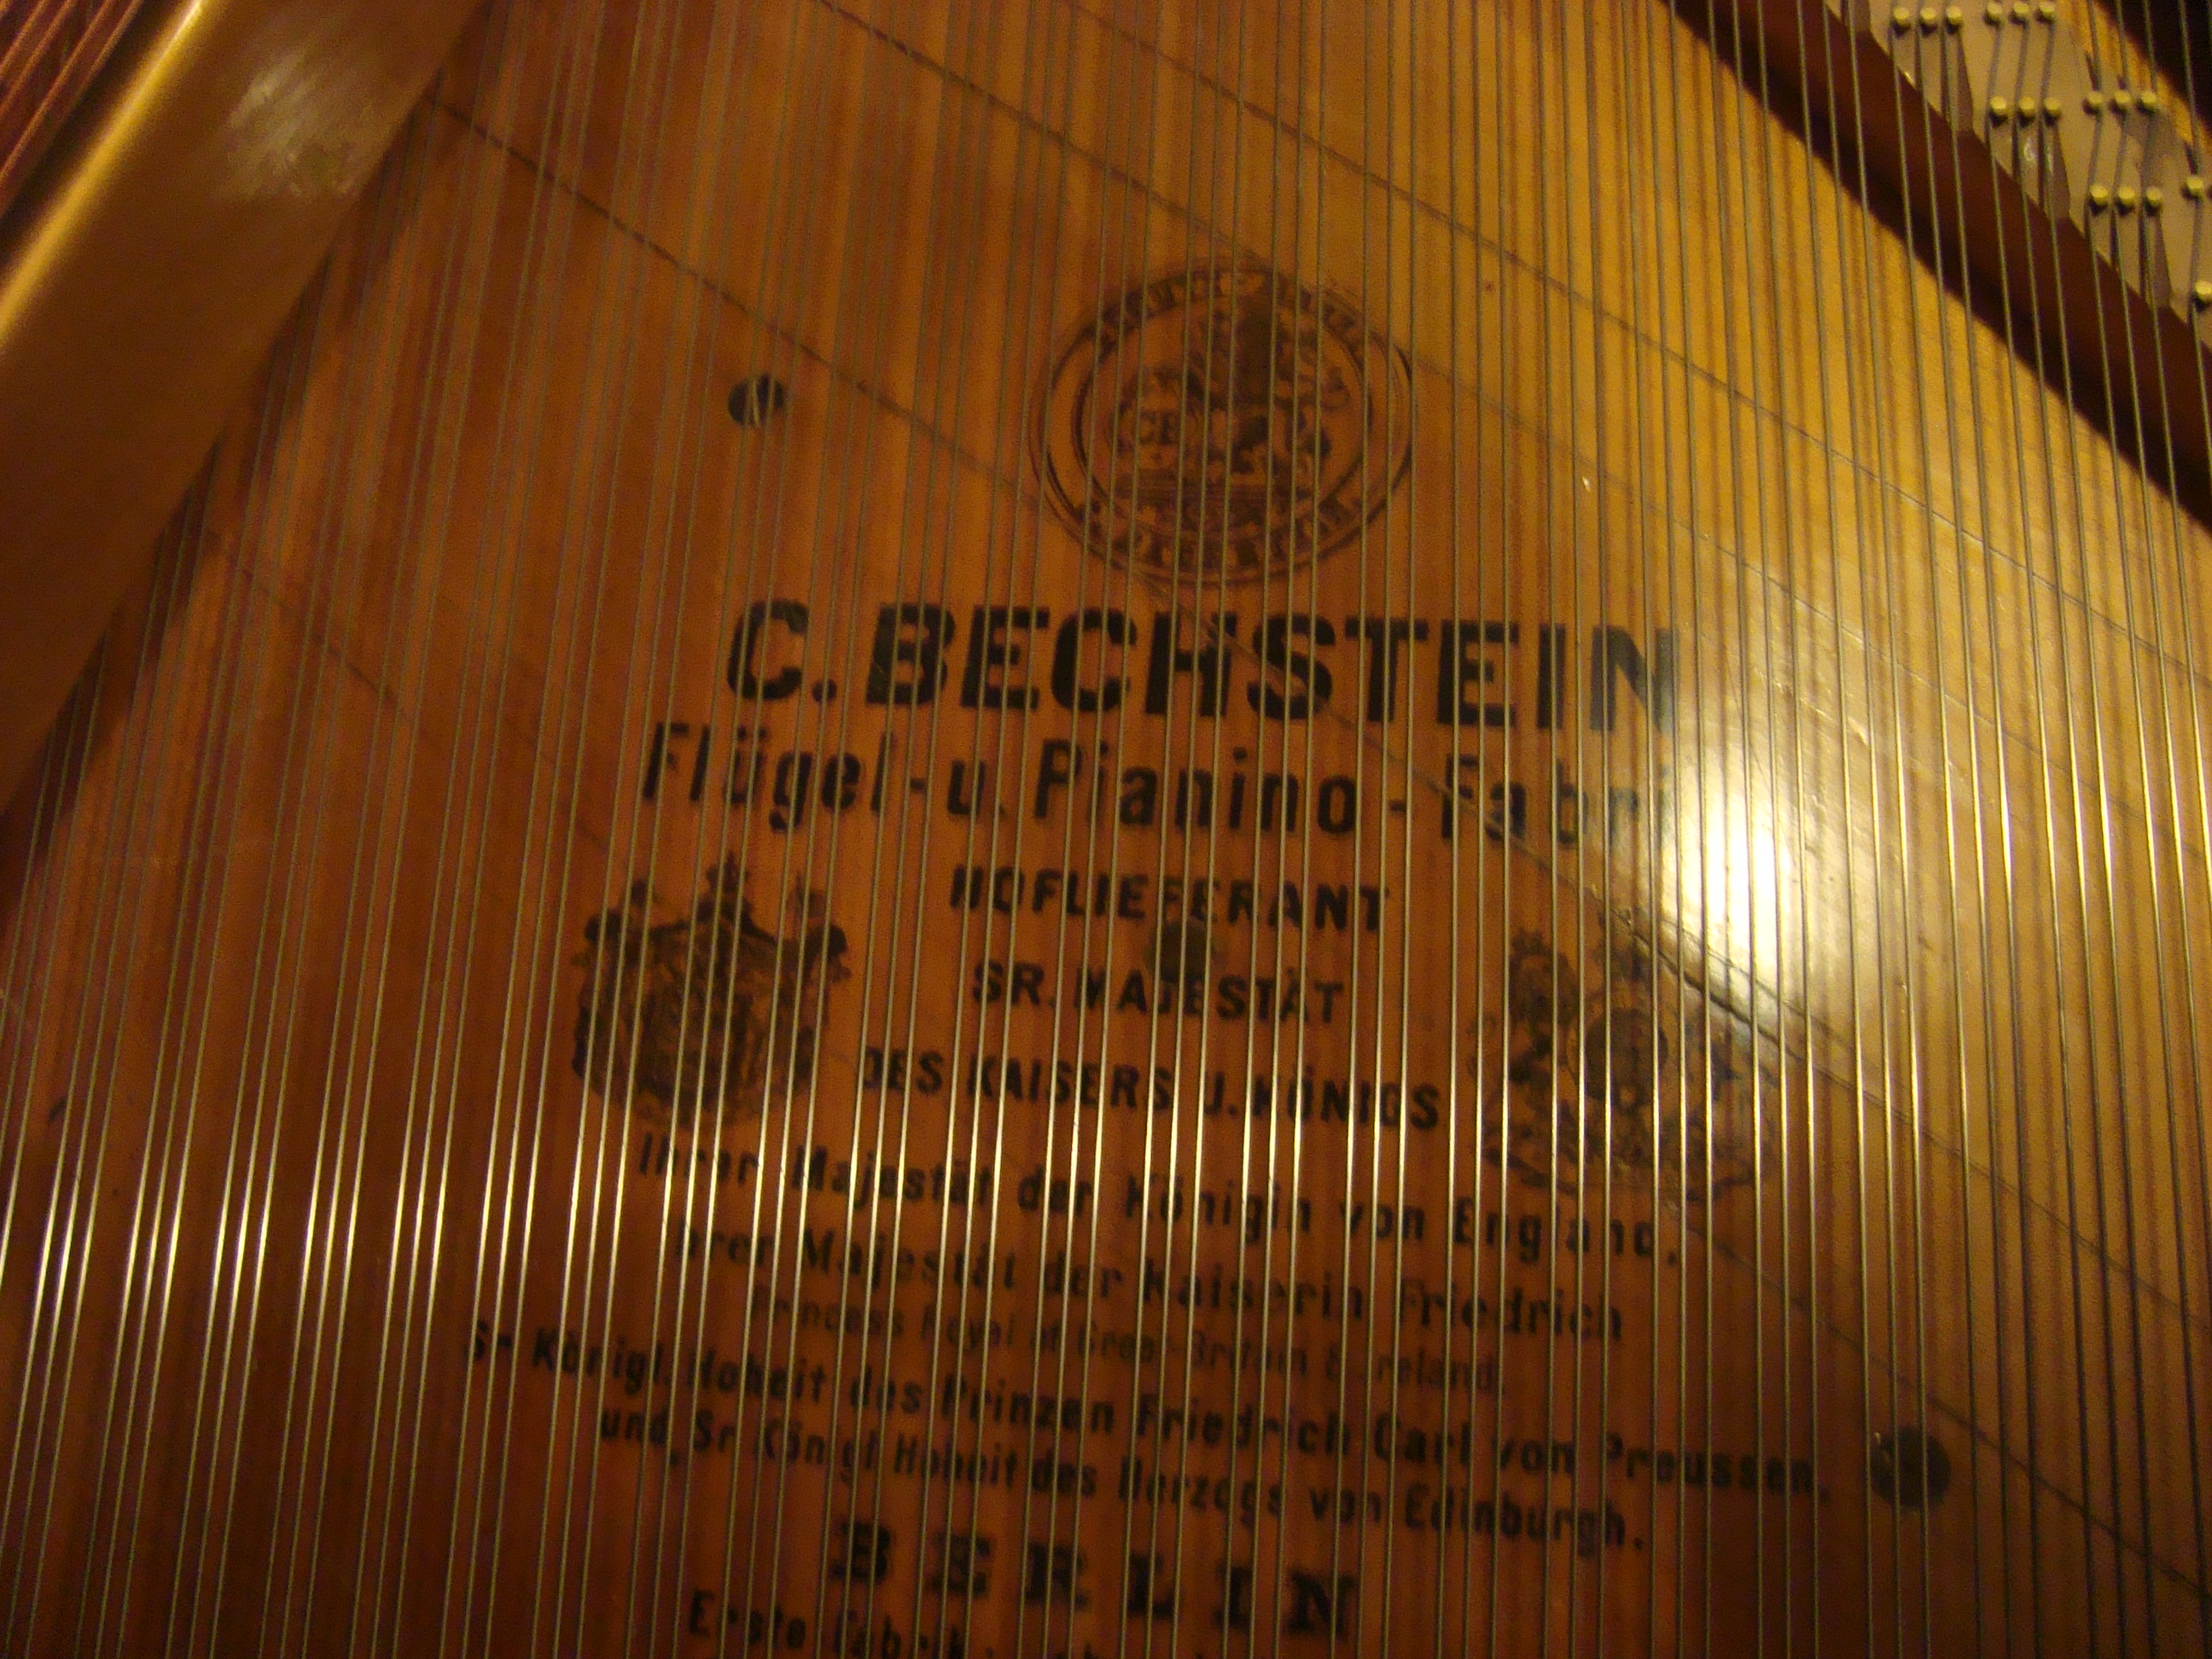 CB
C. BECHSTEIN
Flügel- u. Pianino - Fabri
HOFLIEFERANT
SR. MAJESTÄT
DES KAISERS U. KÖNIGS
Ihrer Majestät der Königin von England.
Ihrer Majestät der Kaiserin Friedrich
Princess Royal of Great Britain & Ireland.
Sr Königl. Hoheit des Prinzen Friedrich Carl von Preussen.
und Sr Königl Hoheit des Herzogs von Edinburgh.
BERLIN
Erste